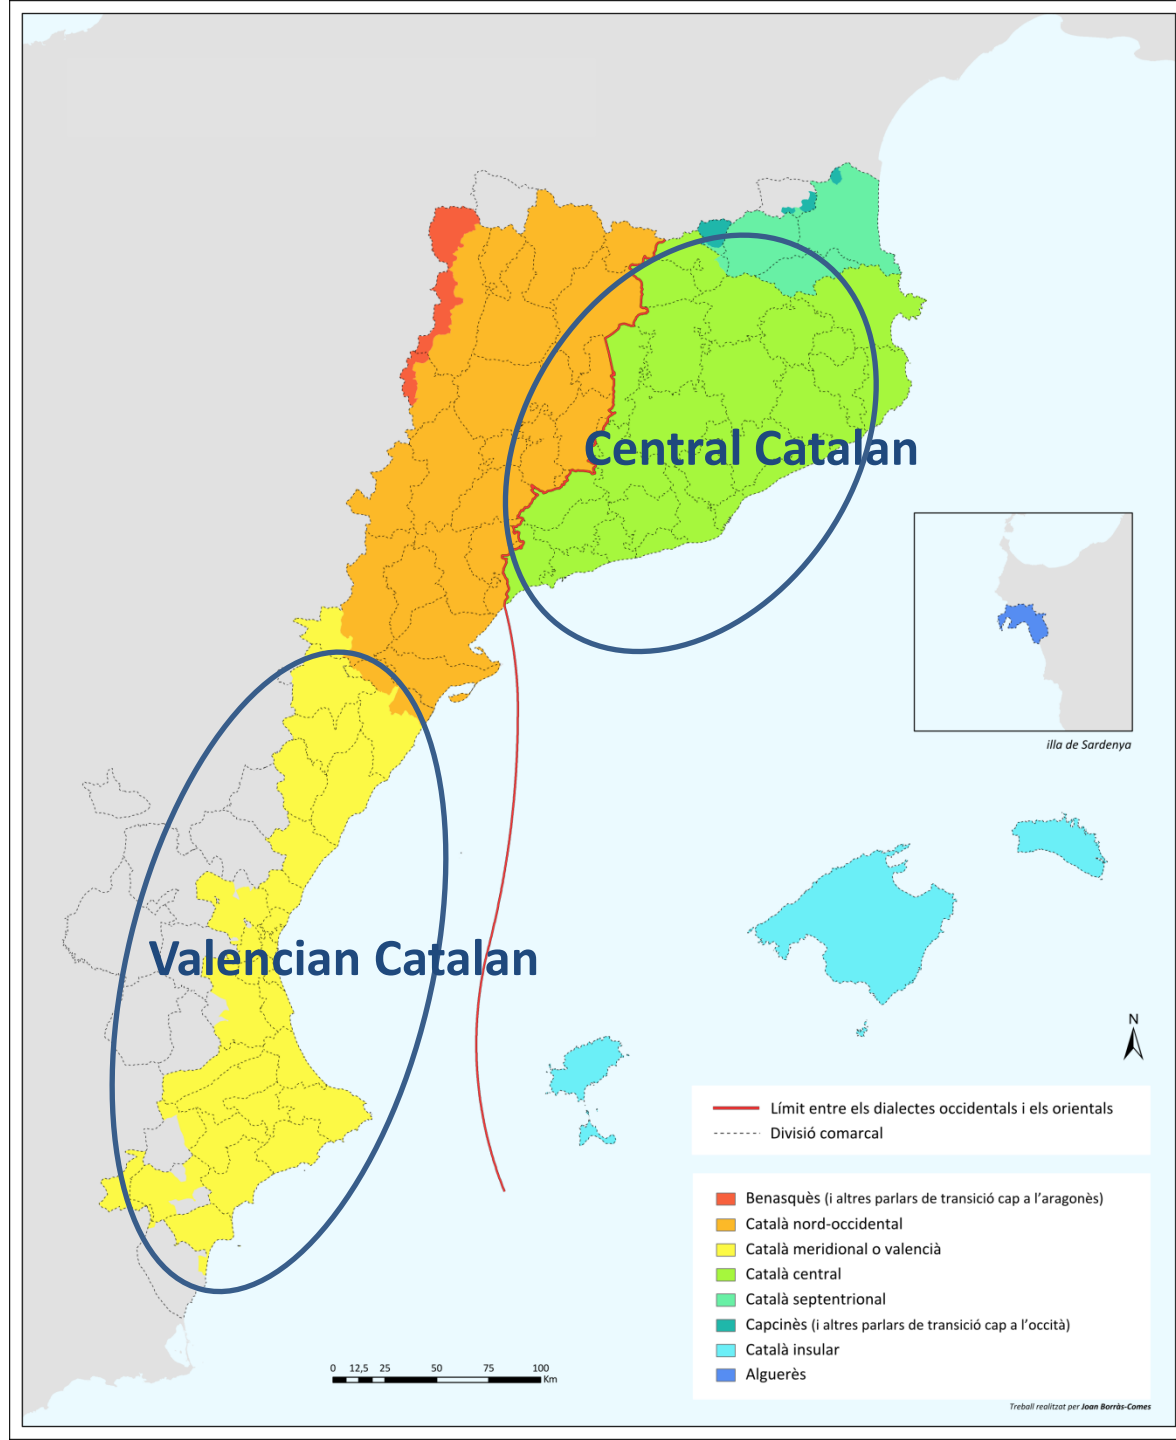 Central Catalan
illa de Sardenya
Valencian Catalan
N
Límit entre els dialectes occidentals i els orientals
Divisió comarcal
Benasquès (i altres parlars de transició cap a l’aragonès)
Català nord-occidental
Català meridional o valencià
Català central
Català septentrional
Capcinès (i altres parlars de transició cap a l’occità)
Català insular
Alguerès
0 12,5 25 50 75 100
Km
Treball realitzat per Joan Borràs-Comes